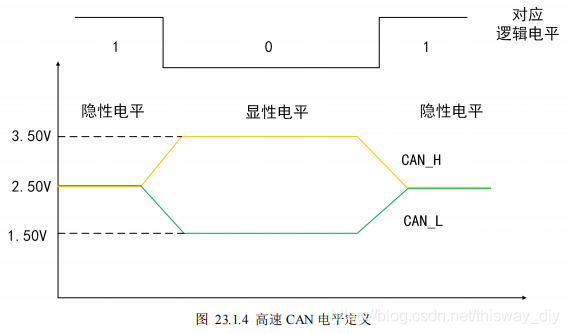 对应
逻辑电平
1 0 1
隐性电平 显性电平 隐性电平
3.50V
CAN_H
2.50V
CAN_L
1.50V
图 23.1.4 高速 CAN 电平定义
https://blog.csdn.net/thisway_diy